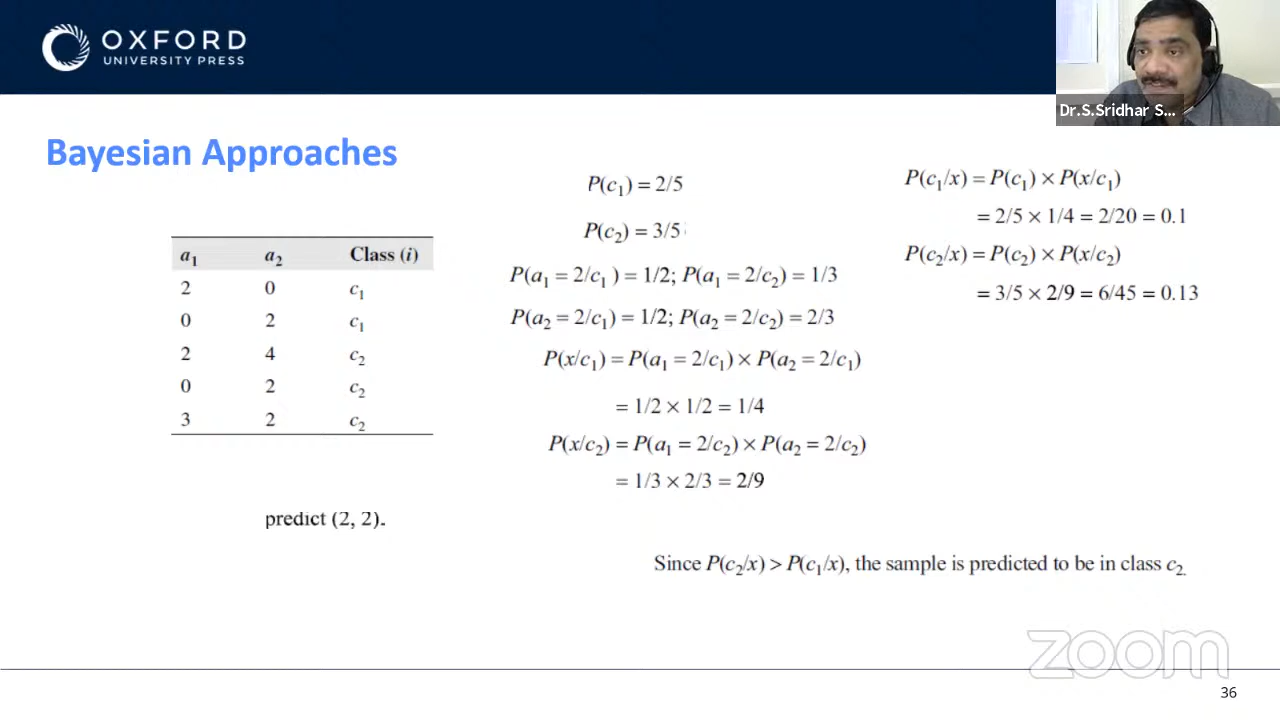 OXFORD
UNIVERSITY PRESS
Dr.S.Sridhar S...
Bayesian Approaches
a₁ a₂ Class (i)
2 0 c₁
0 2 c₁
2 4 c₂
0 2 c₂
3 2 c₂
predict (2, 2).
P(c₁) = 2/5
P(c₂) = 3/5
P(a₁ = 2/c₁ ) = 1/2; P(a₁ = 2/c₂) = 1/3
P(a₂ = 2/c₁) = 1/2; P(a₂ = 2/c₂) = 2/3
P(x/c₁) = P(a₁ = 2/c₁) × P(a₂ = 2/c₁)
= 1/2 × 1/2 = 1/4
P(x/c₂) = P(a₁ = 2/c₂) × P(a₂ = 2/c₂)
= 1/3 × 2/3 = 2/9
P(c₁/x) = P(c₁) × P(x/c₁)
= 2/5 × 1/4 = 2/20 = 0.1
P(c₂/x) = P(c₂) × P(x/c₂)
= 3/5 × 2/9 = 6/45 = 0.13
Since P(c₂/x) > P(c₁/x), the sample is predicted to be in class c₂.
zoom
36